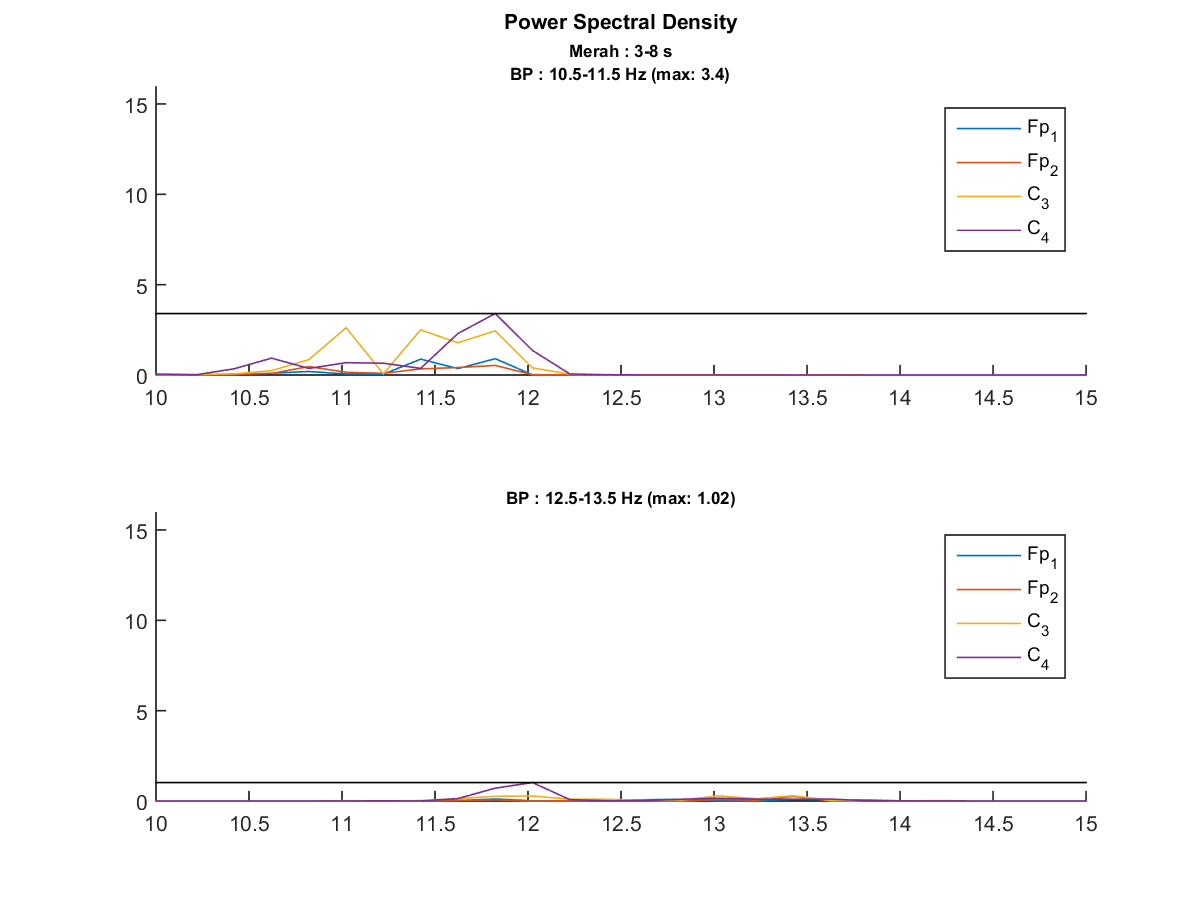 Power Spectral Density
Merah : 3-8 s
BP : 10.5-11.5 Hz (max: 3.4)
15
10
5
0
10 10.5 11 11.5 12 12.5 13 13.5 14 14.5 15
Fp1
Fp2
C3
C4
BP : 12.5-13.5 Hz (max: 1.02)
15
10
5
0
10 10.5 11 11.5 12 12.5 13 13.5 14 14.5 15
Fp1
Fp2
C3
C4